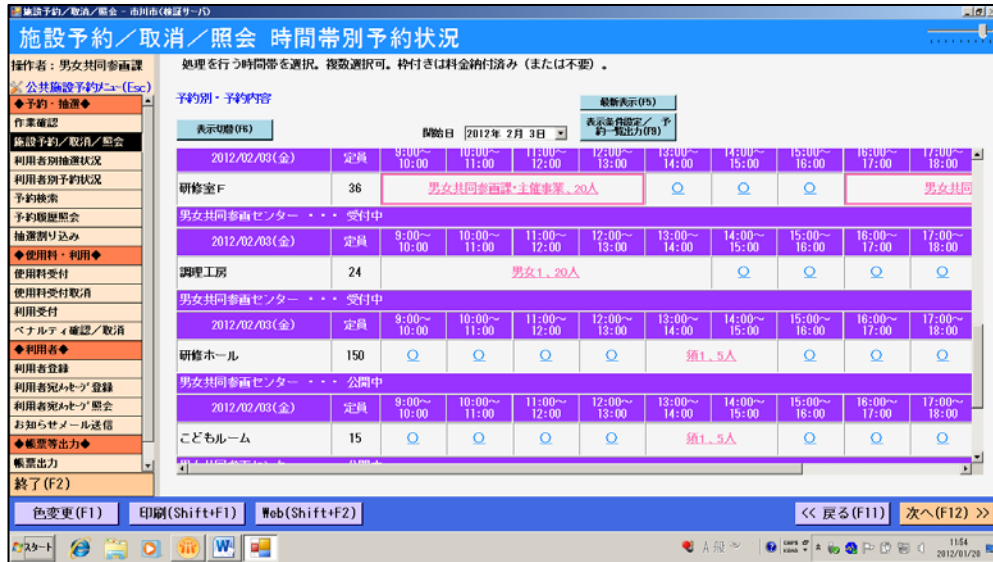 施設予約／取消／照会 - 市川市(検証サーバ)
施設予約／取消／照会 時間帯別予約状況
操作者：男女共同参画課
処理を行う時間帯を選択。複数選択可。枠付きは料金納付済み（または不要）。
公共施設予約ﾒﾆｭｰ(Esc)
◆予約・抽選◆
作業確認
施設予約／取消／照会
利用者別抽選状況
利用者別予約状況
予約検索
予約履歴照会
抽選割り込み
◆使用料・利用◆
使用料受付
使用料受付取消
利用受付
ペナルティ確認／取消
◆利用者◆
利用者登録
利用者宛ﾒｯｾｰｼﾞ登録
利用者宛ﾒｯｾｰｼﾞ照会
お知らせメール送信
◆帳票等出力◆
帳票出力
終了(F2)
予約別・予約内容
最新表示(F5)
表示切替(F6)
開始日 2012年 2月 3日
表示条件設定／ 予約一覧出力(F9)
2012/02/03(金) 定員 9:00～10:00 10:00～11:00 11:00～12:00 12:00～13:00 13:00～14:00 14:00～15:00 15:00～16:00 16:00～17:00 17:00～18:00
研修室F 36 男女共同参画課・主催事業、20人 ○ ○ ○ 男女共同
男女共同参画センター ・・・ 受付中
2012/02/03(金) 定員 9:00～10:00 10:00～11:00 11:00～12:00 12:00～13:00 13:00～14:00 14:00～15:00 15:00～16:00 16:00～17:00 17:00～18:00
調理工房 24 男女1、20人 ○ ○ ○ ○
男女共同参画センター ・・・ 受付中
2012/02/03(金) 定員 9:00～10:00 10:00～11:00 11:00～12:00 12:00～13:00 13:00～14:00 14:00～15:00 15:00～16:00 16:00～17:00 17:00～18:00
研修ホール 150 ○ ○ ○ ○ 須1、5人 ○ ○ ○
男女共同参画センター ・・・ 公開中
2012/02/03(金) 定員 9:00～10:00 10:00～11:00 11:00～12:00 12:00～13:00 13:00～14:00 14:00～15:00 15:00～16:00 16:00～17:00 17:00～18:00
こどもルーム 15 ○ ○ ○ ○ 須1、5人 ○ ○ ○
色変更(F1) 印刷(Shift+F1) Web(Shift+F2) << 戻る(F11) 次へ(F12) >>
スタート A 般 CAPS KANA 11:54
2012/01/20